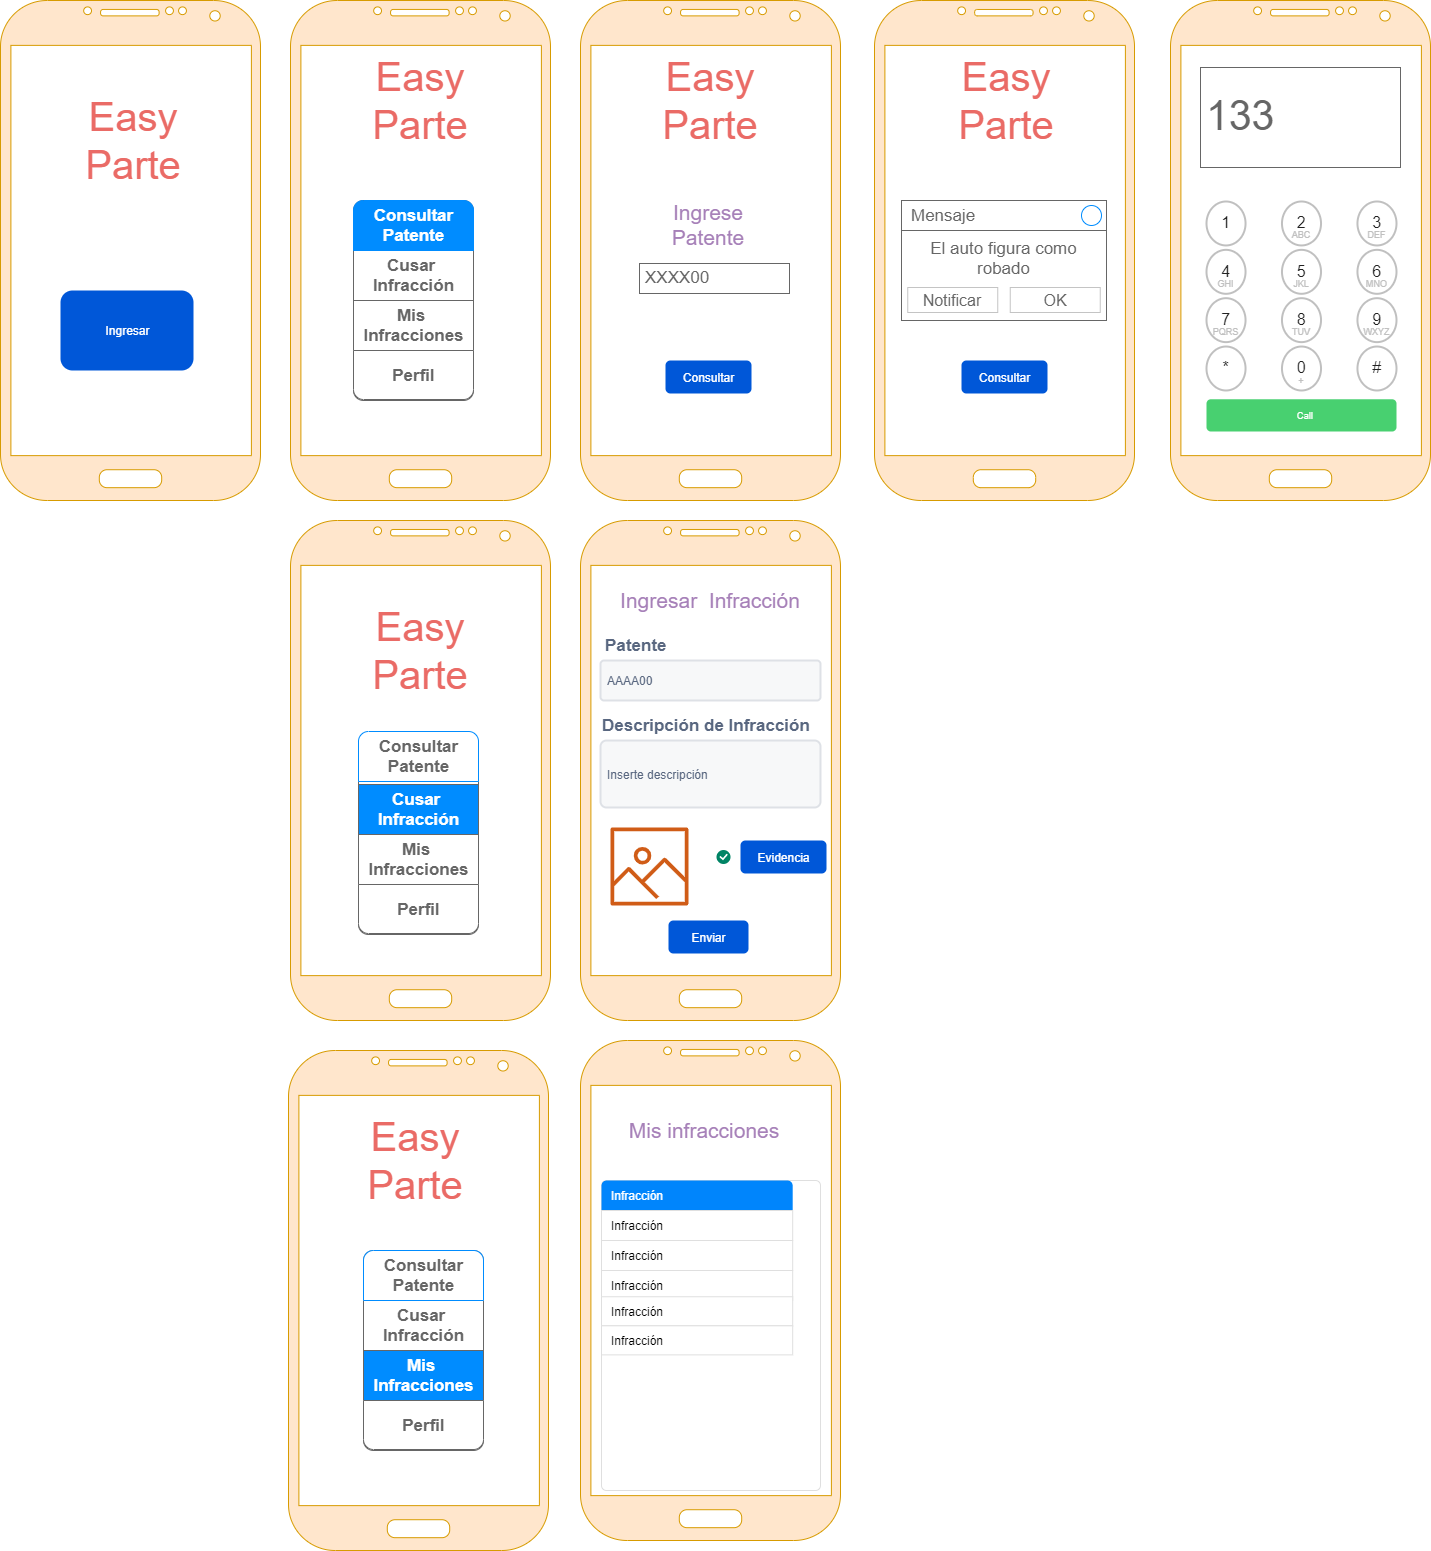 Easy
Parte
Ingresar
Easy
Parte
Consultar
Patente
Cusar
Infracción
Mis
Infracciones
Perfil
Easy
Parte
Ingrese
Patente
XXXX00
Consultar
Easy
Parte
Mensaje
El auto figura como
robado
Notificar
OK
Consultar
133
1
2
ABC
3
DEF
4
GHI
5
JKL
6
MNO
7
PQRS
8
TUV
9
WXYZ
*
0
+
#
Call
Easy
Parte
Consultar
Patente
Cusar
Infracción
Mis
Infracciones
Perfil
Ingresar Infracción
Patente
AAAA00
Descripción de Infracción
Inserte descripción
Evidencia
Enviar
Easy
Parte
Consultar
Patente
Cusar
Infracción
Mis
Infracciones
Perfil
Mis infracciones
Infracción
Infracción
Infracción
Infracción
Infracción
Infracción